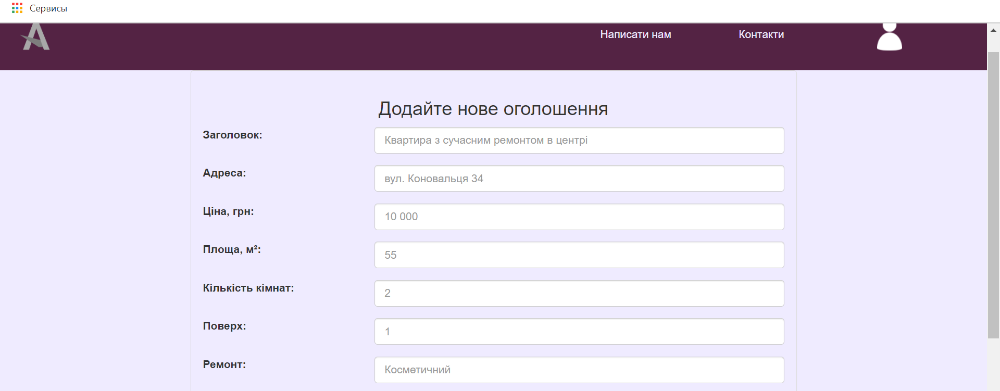 Сервисы
Написати нам
Контакти
Додайте нове оголошення
Заголовок:
Квартира з сучасним ремонтом в центрі
Адреса:
вул. Коновальця 34
Ціна, грн:
10 000
Площа, м²:
55
Кількість кімнат:
2
Поверх:
1
Ремонт:
Косметичний